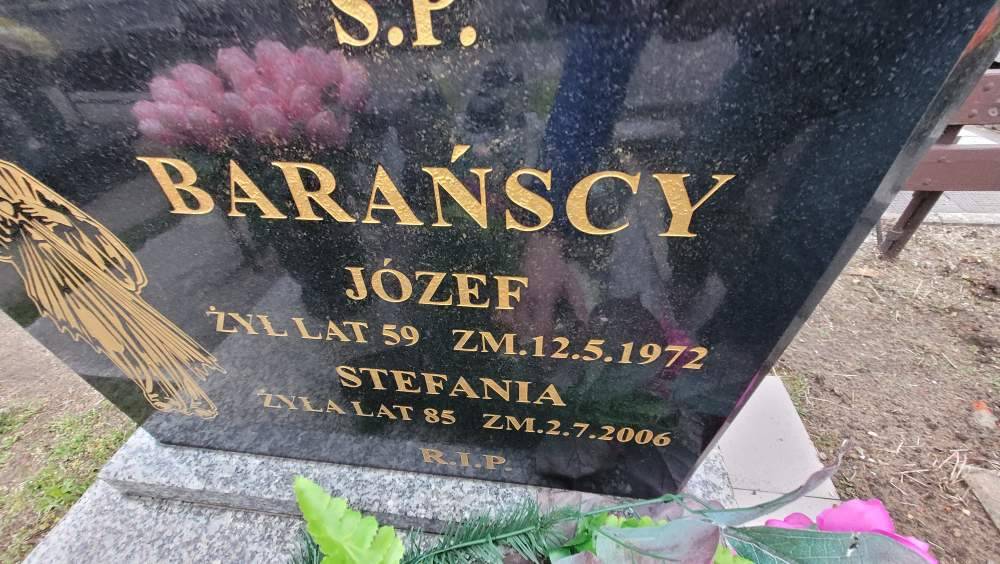 Ś.P.
BARAŃSCY
JÓZEF
ŻYŁ LAT 59 ZM.12.5.1972
STEFANIA
ŻYŁA LAT 85 ZM.2.7.2006
R.I.P.